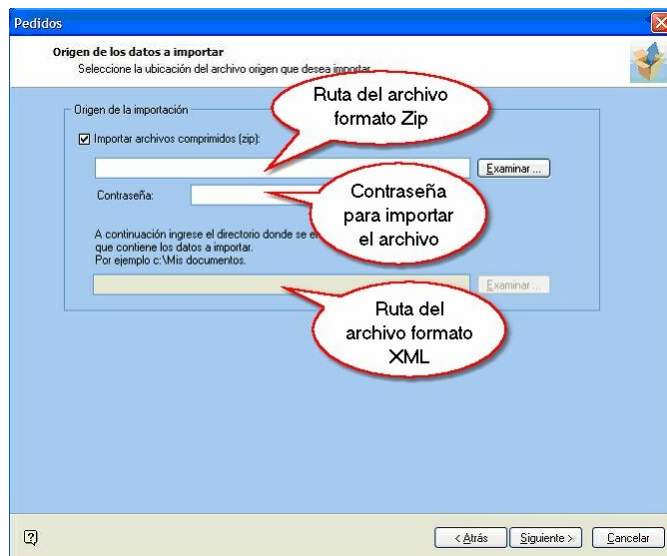 Pedidos
Origen de los datos a importar
Seleccione la ubicación del archivo origen que desea importar
Ruta del archivo
formato Zip
Origen de la importación
Importar archivos comprimidos (zip):
Examinar ...
Contraseña:
Contraseña
para importar
el archivo
A continuación ingrese el directorio donde se
que contiene los datos a importar.
Por ejemplo c:\Mis documentos.
Examinar ...
Ruta del
archivo formato
XML
?
< Atrás
Siguiente >
Cancelar